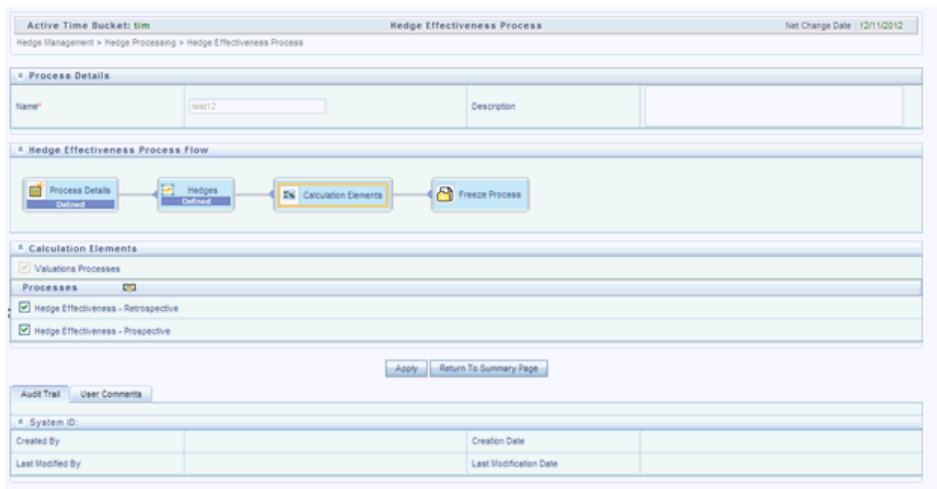 Active Time Bucket: tim Hedge Effectiveness Process Net Change Date : 12/11/2012
Hedge Management > Hedge Processing > Hedge Effectiveness Process
Process Details
Name* test12 Description
Hedge Effectiveness Process Flow
Process Details Hedges Calculation Elements Freeze Process
Defined Defined
Calculation Elements
Valuations Processes
Processes
Hedge Effectiveness - Retrospective
Hedge Effectiveness - Prospective
Apply Return To Summary Page
Audit Trail User Comments
System ID:
Created By Creation Date
Last Modified By Last Modification Date